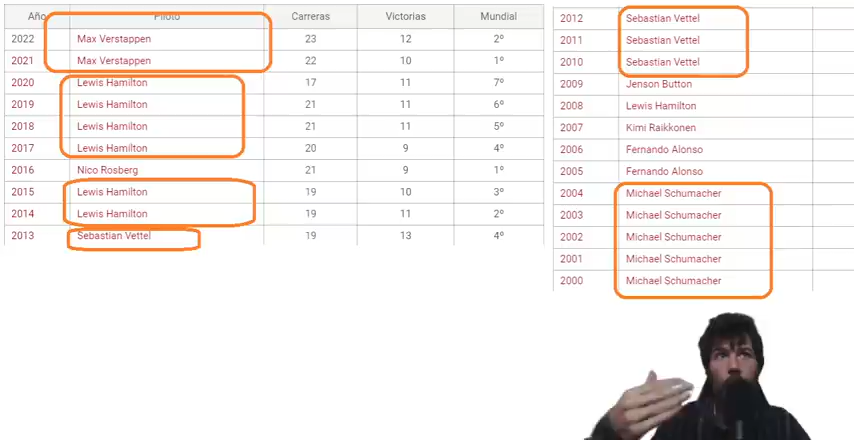 Año Piloto Carreras Victorias Mundial
2022 Max Verstappen 23 12 2º
2021 Max Verstappen 22 10 1º
2020 Lewis Hamilton 17 11 7º
2019 Lewis Hamilton 21 11 6º
2018 Lewis Hamilton 21 11 5º
2017 Lewis Hamilton 20 9 4º
2016 Nico Rosberg 21 9 1º
2015 Lewis Hamilton 19 10 3º
2014 Lewis Hamilton 19 11 2º
2013 Sebastian Vettel 19 13 4º
2012 Sebastian Vettel
2011 Sebastian Vettel
2010 Sebastian Vettel
2009 Jenson Button
2008 Lewis Hamilton
2007 Kimi Raikkonen
2006 Fernando Alonso
2005 Fernando Alonso
2004 Michael Schumacher
2003 Michael Schumacher
2002 Michael Schumacher
2001 Michael Schumacher
2000 Michael Schumacher